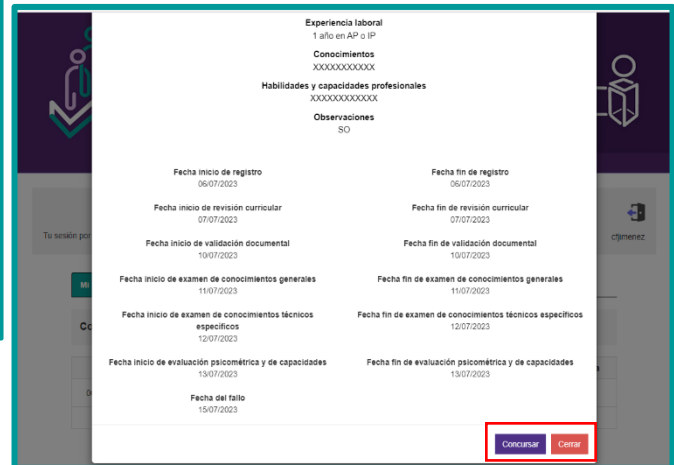 Experiencia laboral
1 año en AP o IP
Conocimientos
XXXXXXXXXXX
Habilidades y capacidades profesionales
XXXXXXXXXXXX
Observaciones
SO
Fecha inicio de registro
06/07/2023
Fecha fin de registro
06/07/2023
Fecha inicio de revisión curricular
07/07/2023
Fecha fin de revisión curricular
07/07/2023
Tu sesión por
cfjimenez
Fecha inicio de validación documental
10/07/2023
Fecha fin de validación documental
10/07/2023
Mi
Fecha inicio de examen de conocimientos generales
11/07/2023
Fecha fin de examen de conocimientos generales
11/07/2023
Co
Fecha inicio de examen de conocimientos técnicos
específicos
12/07/2023
Fecha fin de examen de conocimientos técnicos específicos
12/07/2023
Fecha inicio de evaluación psicométrica y de capacidades
13/07/2023
Fecha fin de evaluación psicométrica y de capacidades
13/07/2023
Fecha del fallo
15/07/2023
Concursar Cerrar